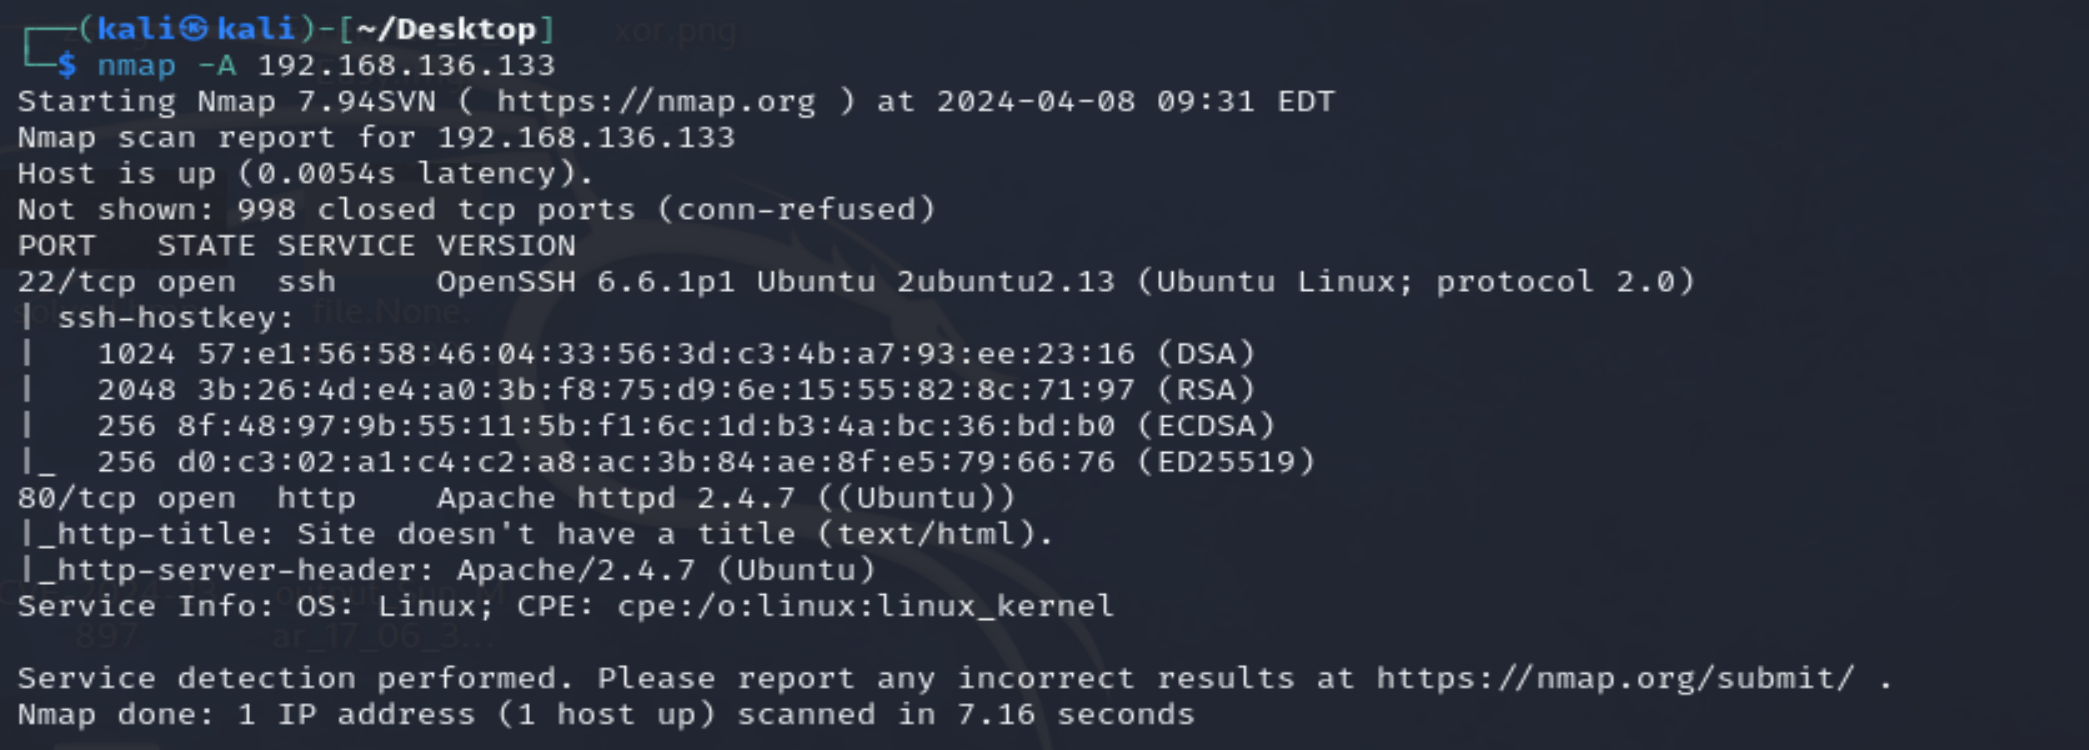 ┌──(kali㉿kali)-[~/Desktop]
└─$ nmap -A 192.168.136.133
Starting Nmap 7.94SVN ( https://nmap.org ) at 2024-04-08 09:31 EDT
Nmap scan report for 192.168.136.133
Host is up (0.0054s latency).
Not shown: 998 closed tcp ports (conn-refused)
PORT   STATE SERVICE VERSION
22/tcp open  ssh     OpenSSH 6.6.1p1 Ubuntu 2ubuntu2.13 (Ubuntu Linux; protocol 2.0)
| ssh-hostkey:
|   1024 57:e1:56:58:46:04:33:56:3d:c3:4b:a7:93:ee:23:16 (DSA)
|   2048 3b:26:4d:e4:a0:3b:f8:75:d9:6e:15:55:82:8c:71:97 (RSA)
|   256 8f:48:97:9b:55:11:5b:f1:6c:1d:b3:4a:bc:36:bd:b0 (ECDSA)
|_  256 d0:c3:02:a1:c4:c2:a8:ac:3b:84:ae:8f:e5:79:66:76 (ED25519)
80/tcp open  http    Apache httpd 2.4.7 ((Ubuntu))
|_http-title: Site doesn't have a title (text/html).
|_http-server-header: Apache/2.4.7 (Ubuntu)
Service Info: OS: Linux; CPE: cpe:/o:linux:linux_kernel

Service detection performed. Please report any incorrect results at https://nmap.org/submit/ .
Nmap done: 1 IP address (1 host up) scanned in 7.16 seconds
xor.png
file.None.
897
ar_17_06_3...